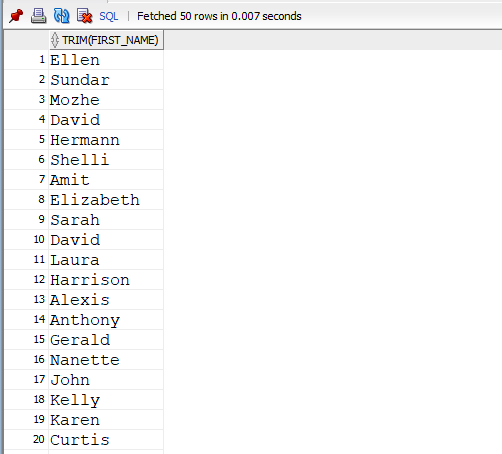 SQL | Fetched 50 rows in 0.007 seconds
TRIM(FIRST_NAME)
1 Ellen
2 Sundar
3 Mozhe
4 David
5 Hermann
6 Shelli
7 Amit
8 Elizabeth
9 Sarah
10 David
11 Laura
12 Harrison
13 Alexis
14 Anthony
15 Gerald
16 Nanette
17 John
18 Kelly
19 Karen
20 Curtis